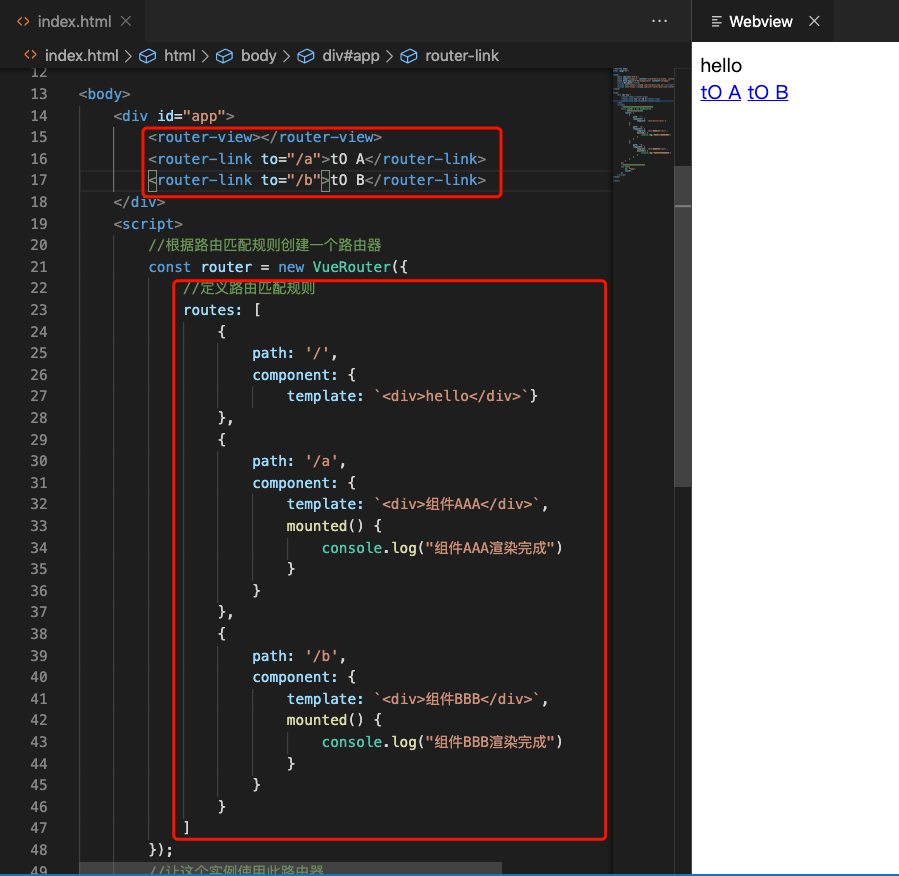 index.html
Webview
index.html > html > body > div#app > router-link
12
13 <body>
14 <div id="app">
15 <router-view></router-view>
16 <router-link to="/a">tO A</router-link>
17 <router-link to="/b">tO B</router-link>
18 </div>
19 <script>
20 //根据路由匹配规则创建一个路由器
21 const router = new VueRouter({
22 //定义路由匹配规则
23 routes: [
24 {
25 path: '/',
26 component: {
27 template: `<div>hello</div>`}
28 },
29 {
30 path: '/a',
31 component: {
32 template: `<div>组件AAA</div>`,
33 mounted() {
34 console.log("组件AAA渲染完成")
35 }
36 }
37 },
38 {
39 path: '/b',
40 component: {
41 template: `<div>组件BBB</div>`,
42 mounted() {
43 console.log("组件BBB渲染完成")
44 }
45 }
46 }
47 ]
48 });
49 //让这个实例使用此路由器
hello
tO A tO B